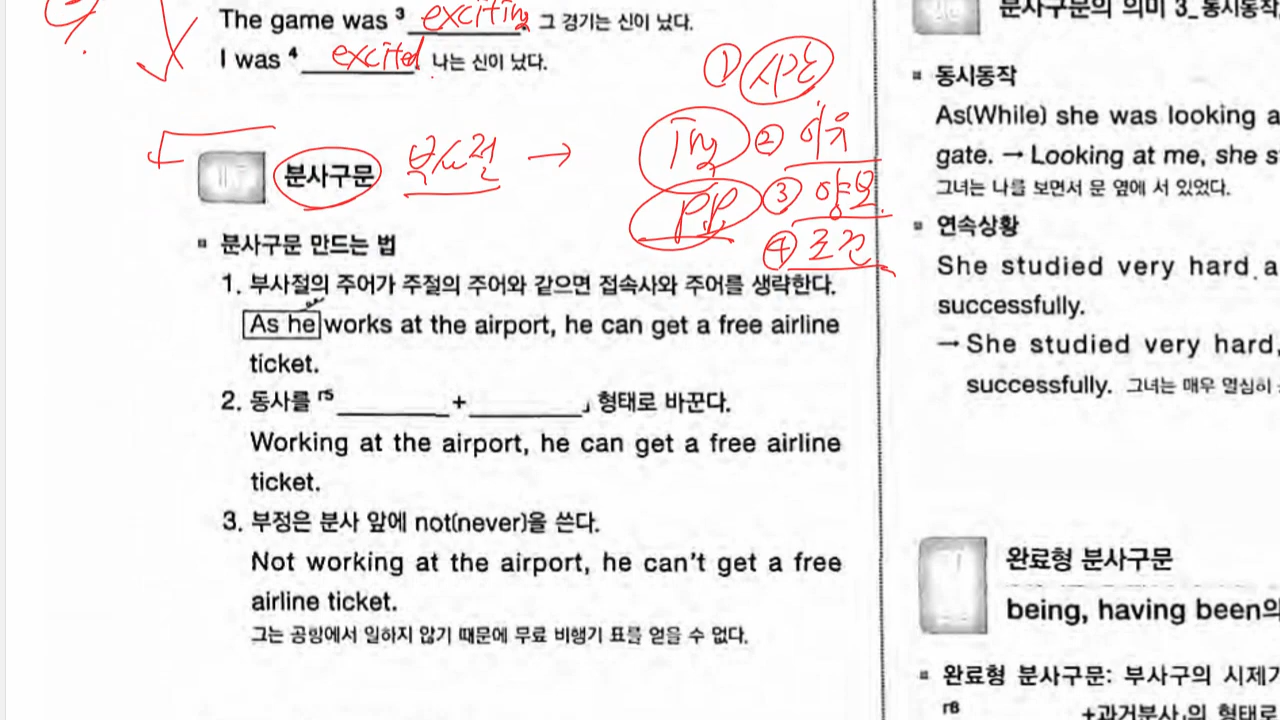 The game was ³ exciting 그 경기는 신이 났다.
I was ⁴ excited 나는 신이 났다.
① 시간
분사구문 부사절 → ing ② 이유
pp ③ 양보
④ 조건
분사구문 만드는 법
1. 부사절의 주어가 주절의 주어와 같으면 접속사와 주어를 생략한다.
As he works at the airport, he can get a free airline
ticket.
2. 동사를 「⁵ ________ + ________」 형태로 바꾼다.
Working at the airport, he can get a free airline
ticket.
3. 부정은 분사 앞에 not(never)을 쓴다.
Not working at the airport, he can't get a free
airline ticket.
그는 공항에서 일하지 않기 때문에 무료 비행기 표를 얻을 수 없다.
분사구문의 의미 3_동시동작
동시동작
As(While) she was looking a
gate. → Looking at me, she s
그녀는 나를 보면서 문 옆에 서 있었다.
연속상황
She studied very hard, a
successfully.
→ She studied very hard,
successfully. 그녀는 매우 열심히
완료형 분사구문
being, having been의
완료형 분사구문: 부사구의 시제가
「⁸ +과거분사」의 형태로